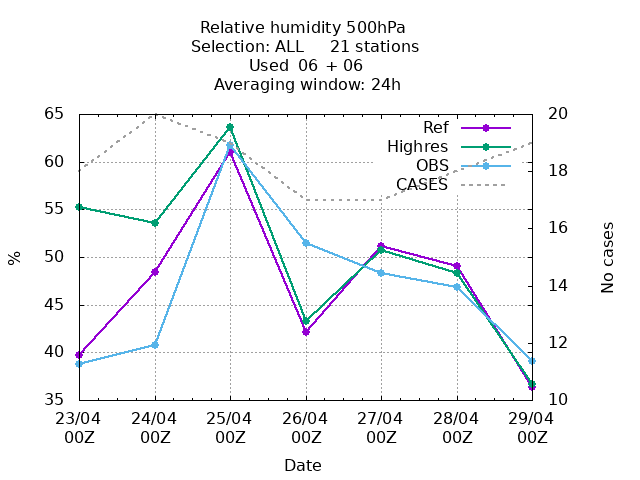 Relative humidity 500hPa
Selection: ALL 21 stations
Used 06 + 06
Averaging window: 24h
65
60
55
50
45
40
35
%
20
18
16
14
12
10
No cases
Ref
Highres
OBS
CASES
23/04 24/04 25/04 26/04 27/04 28/04 29/04
00Z 00Z 00Z 00Z 00Z 00Z 00Z
Date